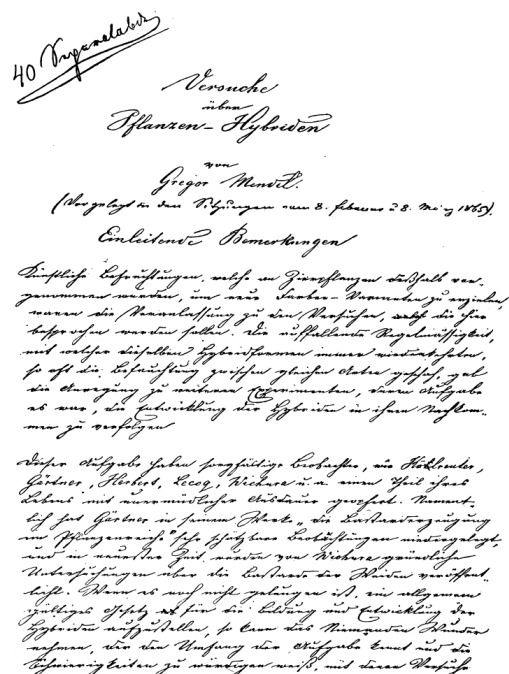 40 Separatabdr.
Versuche
über
Pflanzen-Hybriden
von
Gregor Mendel.
(Vorgelegt in den Sitzungen vom 8. Februar u 8. März 1865).
Einleitende Bemerkungen
Künstliche Befruchtungen, welche an Zierpflanzen deßhalb vor-
genommen wurden, um neue Farben-Varianten zu erzielen,
waren die Veranlassung zu den Versuchen, welche die hier
besprochen werden sollen. Die auffallende Regelmässigkeit,
mit welcher dieselben Hybridformen immer wiederkehrten,
so oft die Befruchtung zwischen gleichen Arten geschah, gab
die Anregung zu weiteren Experimenten, deren Aufgabe
es war, die Entwicklung der Hybriden in ihren Nachkom-
men zu verfolgen
Dieser Aufgabe haben sorgfältige Beobachter, wie Kölreuter,
Gärtner, Herbert, Lecoq, Wichura u. a. einen Theil ihres
Lebens mit unermüdlicher Ausdauer geopfert. Nament-
lich hat Gärtner in seinem Werke „die Bastarderzeugung
im Pflanzenreiche" sehr schätzbare Beobachtungen niedergelegt,
und in neuester Zeit wurden von Wichura gründliche
Untersuchungen über die Bastarde der Weiden veröffent-
licht. Wenn es noch nicht gelungen ist, ein allgemein
gültiges Gesetz für die Bildung und Entwicklung der
Hybriden aufzustellen, so kann das Niemanden Wunder
nehmen, der den Umfang der Aufgabe kennt und die
Schwierigkeiten zu würdigen weiß, mit denen Versuche